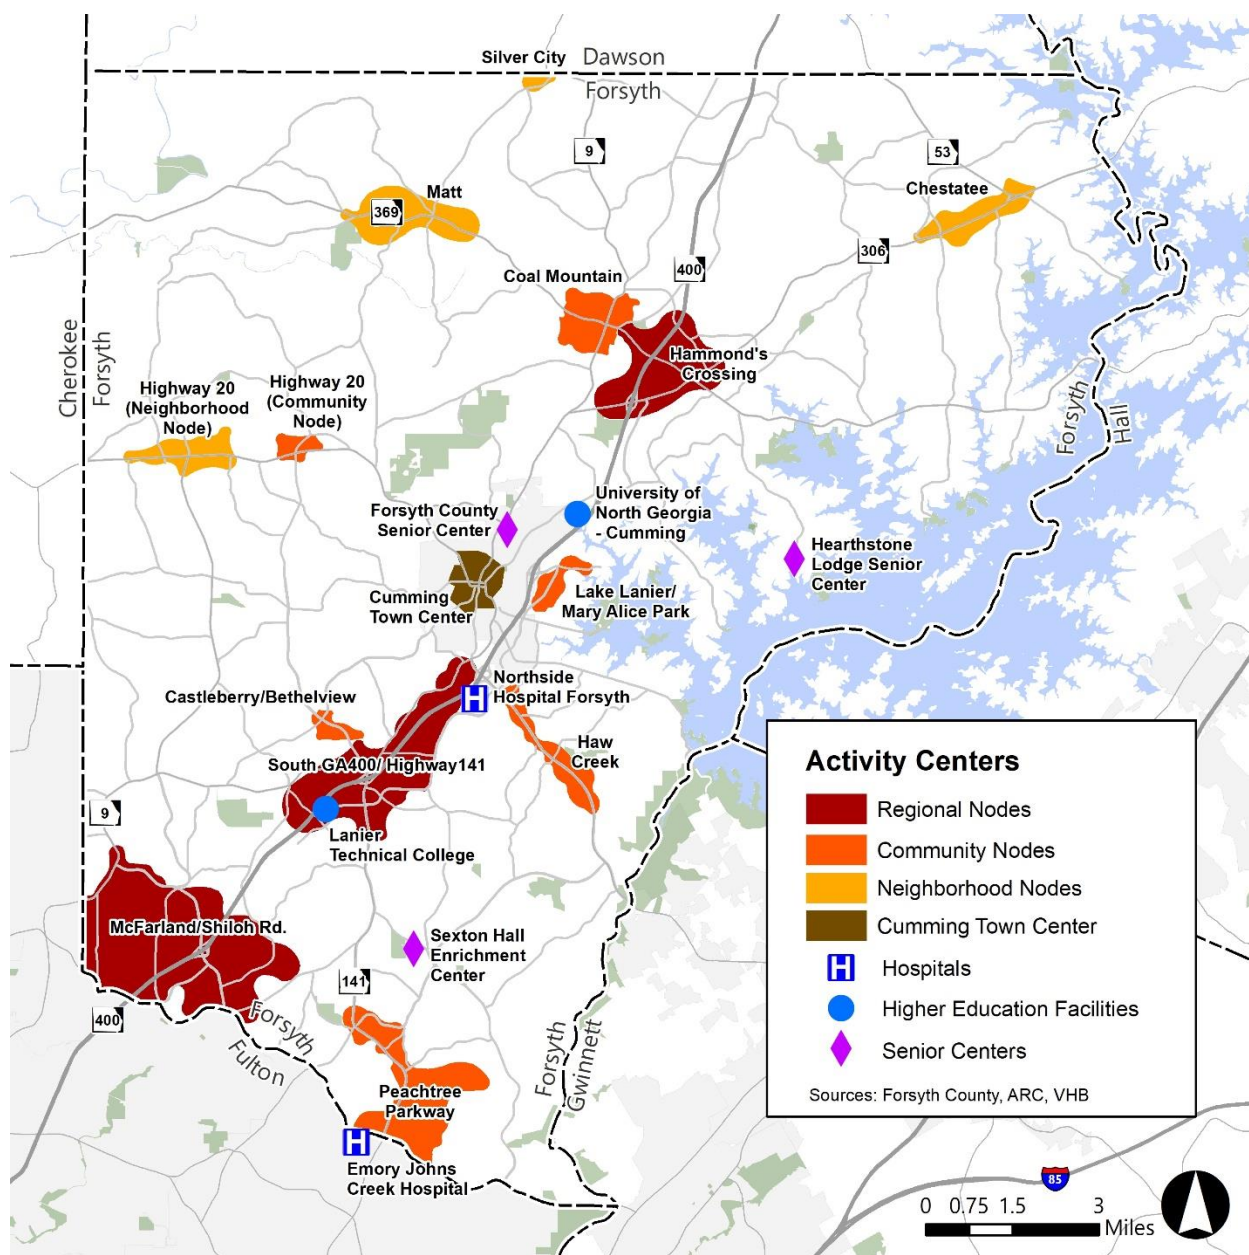 Silver City
Dawson
Forsyth
9
53
Matt
369
Chestatee
306
Coal Mountain
400
Hammond's
Crossing
Cherokee
Forsyth
Highway 20
(Neighborhood
Node)
Highway 20
(Community
Node)
Forsyth
Hall
Forsyth County
Senior Center
University of
North Georgia
- Cumming
Hearthstone
Lodge Senior
Center
Cumming
Town Center
Lake Lanier/
Mary Alice Park
Northside
Hospital Forsyth
H
Castleberry/Bethelview
South GA400/ Highway141
Haw
Creek
9
Lanier
Technical College
McFarland/Shiloh Rd.
Sexton Hall
Enrichment
Center
141
400
Forsyth
Fulton
Forsyth
Gwinnett
Peachtree
Parkway
H
Emory Johns
Creek Hospital
Activity Centers
Regional Nodes
Community Nodes
Neighborhood Nodes
Cumming Town Center
H Hospitals
Higher Education Facilities
Senior Centers
Sources: Forsyth County, ARC, VHB
85
0 0.75 1.5 3
Miles